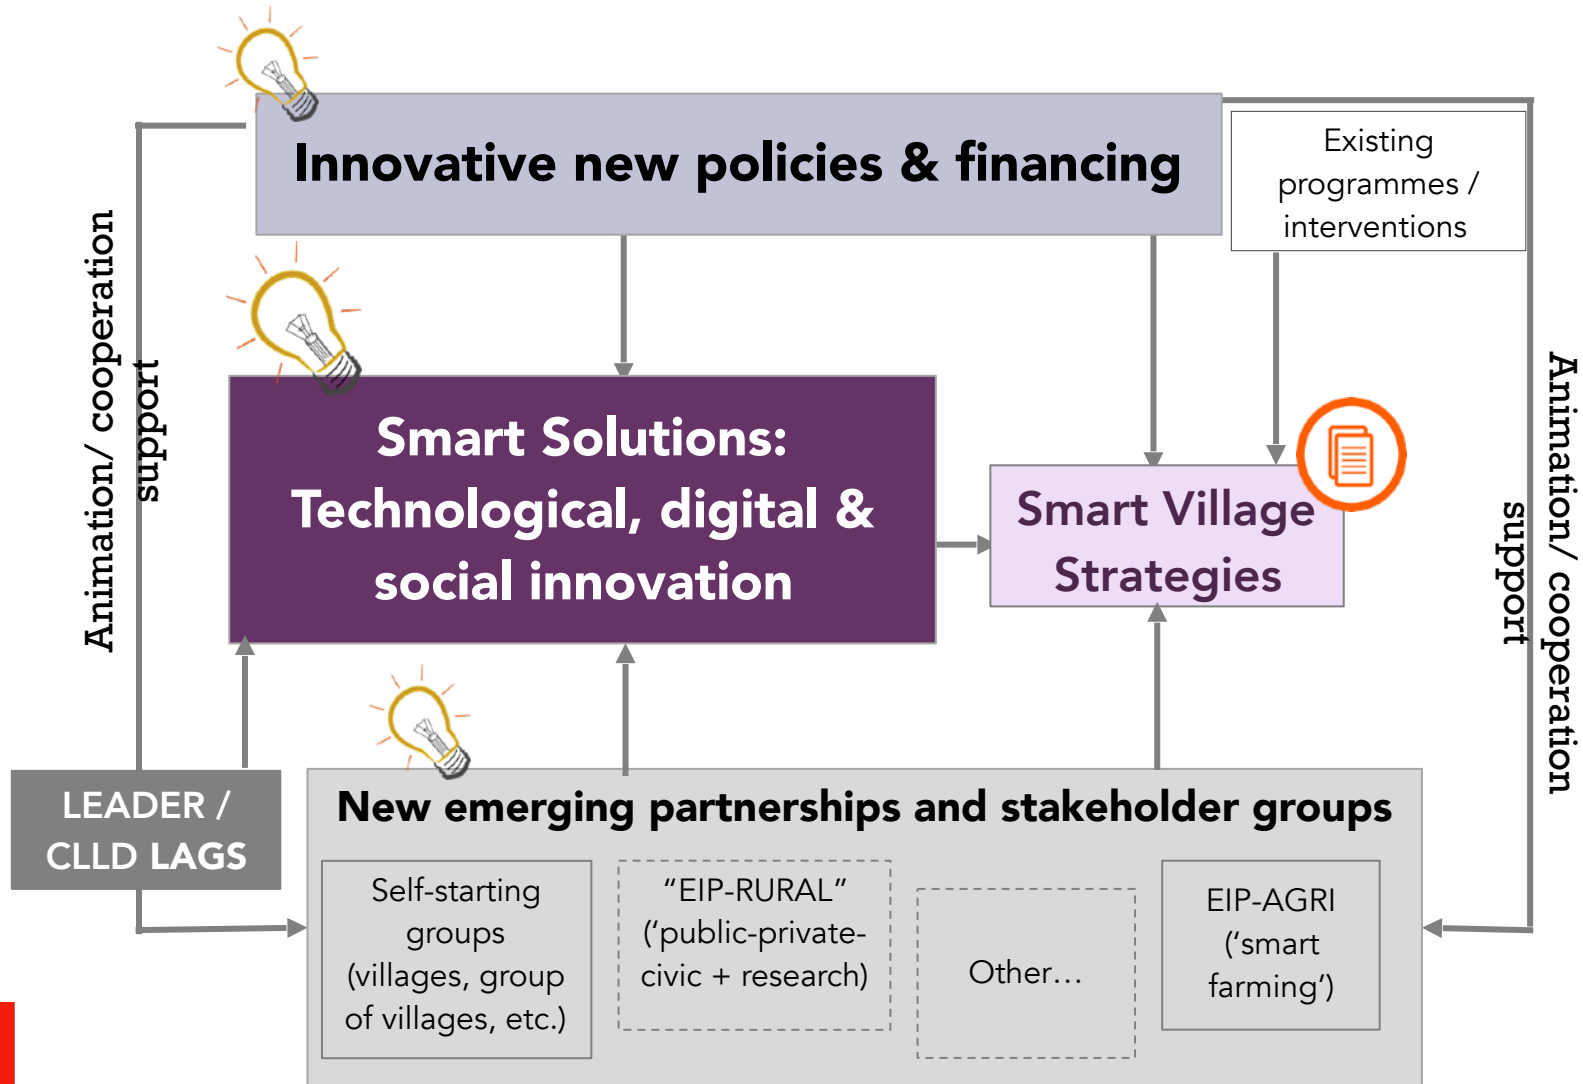 Innovative new policies & financing
Existing
programmes /
interventions
Animation/ cooperation
support
Smart Solutions:
Technological, digital &
social innovation
Smart Village
Strategies
Animation/ cooperation
support
LEADER /
CLLD LAGS
New emerging partnerships and stakeholder groups
Self-starting
groups
(villages, group
of villages, etc.)
“EIP-RURAL”
(‘public-private-
civic + research)
Other…
EIP-AGRI
(‘smart
farming’)